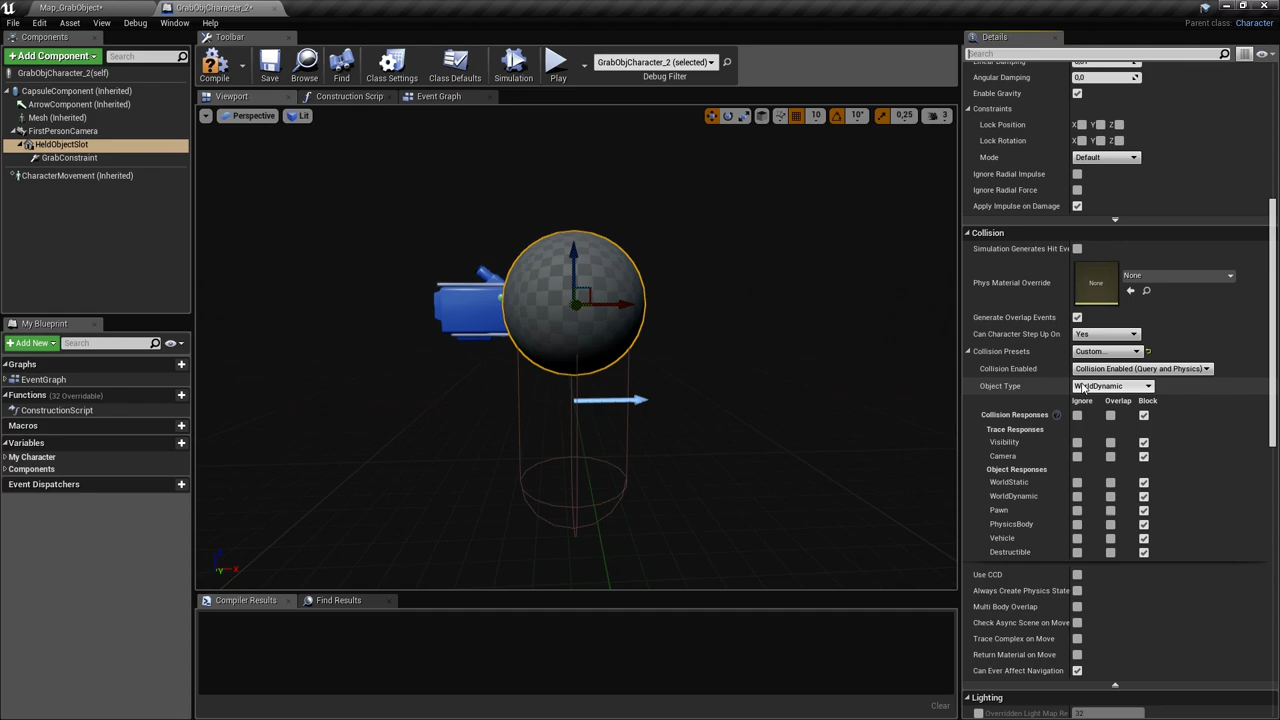 Map_GrabObject*
GrabObjCharacter_2*
File Edit Asset View Debug Window Help
Parent class: Character
Components
Toolbar
Details
Add Component
Search
GrabObjCharacter_2(self)
CapsuleComponent (Inherited)
ArrowComponent (Inherited)
Mesh (Inherited)
FirstPersonCamera
HeldObjectSlot
GrabConstraint
CharacterMovement (Inherited)
My Blueprint
Add New
Search
Graphs
EventGraph
Functions (32 Overridable)
ConstructionScript
Macros
Variables
My Character
Components
Event Dispatchers
Compile
Save
Browse
Find
Class Settings
Class Defaults
Simulation
Play
GrabObjCharacter_2 (selected)
Debug Filter
Viewport
Construction Scrip
Event Graph
Perspective
Lit
10
10°
0,25
3
Z
X
Y
Compiler Results
Find Results
Clear
Search
Angular Damping 0,0
Enable Gravity
Constraints
Lock Position X Y Z
Lock Rotation X Y Z
Mode Default
Ignore Radial Impulse
Ignore Radial Force
Apply Impulse on Damage
Collision
Simulation Generates Hit Eve
Phys Material Override
None
None
Generate Overlap Events
Can Character Step Up On Yes
Collision Presets Custom...
Collision Enabled Collision Enabled (Query and Physics)
Object Type WorldDynamic
Ignore Overlap Block
Collision Responses
Trace Responses
Visibility
Camera
Object Responses
WorldStatic
WorldDynamic
Pawn
PhysicsBody
Vehicle
Destructible
Use CCD
Always Create Physics State
Multi Body Overlap
Check Async Scene on Move
Trace Complex on Move
Return Material on Move
Can Ever Affect Navigation
Lighting
Overridden Light Map Re 32